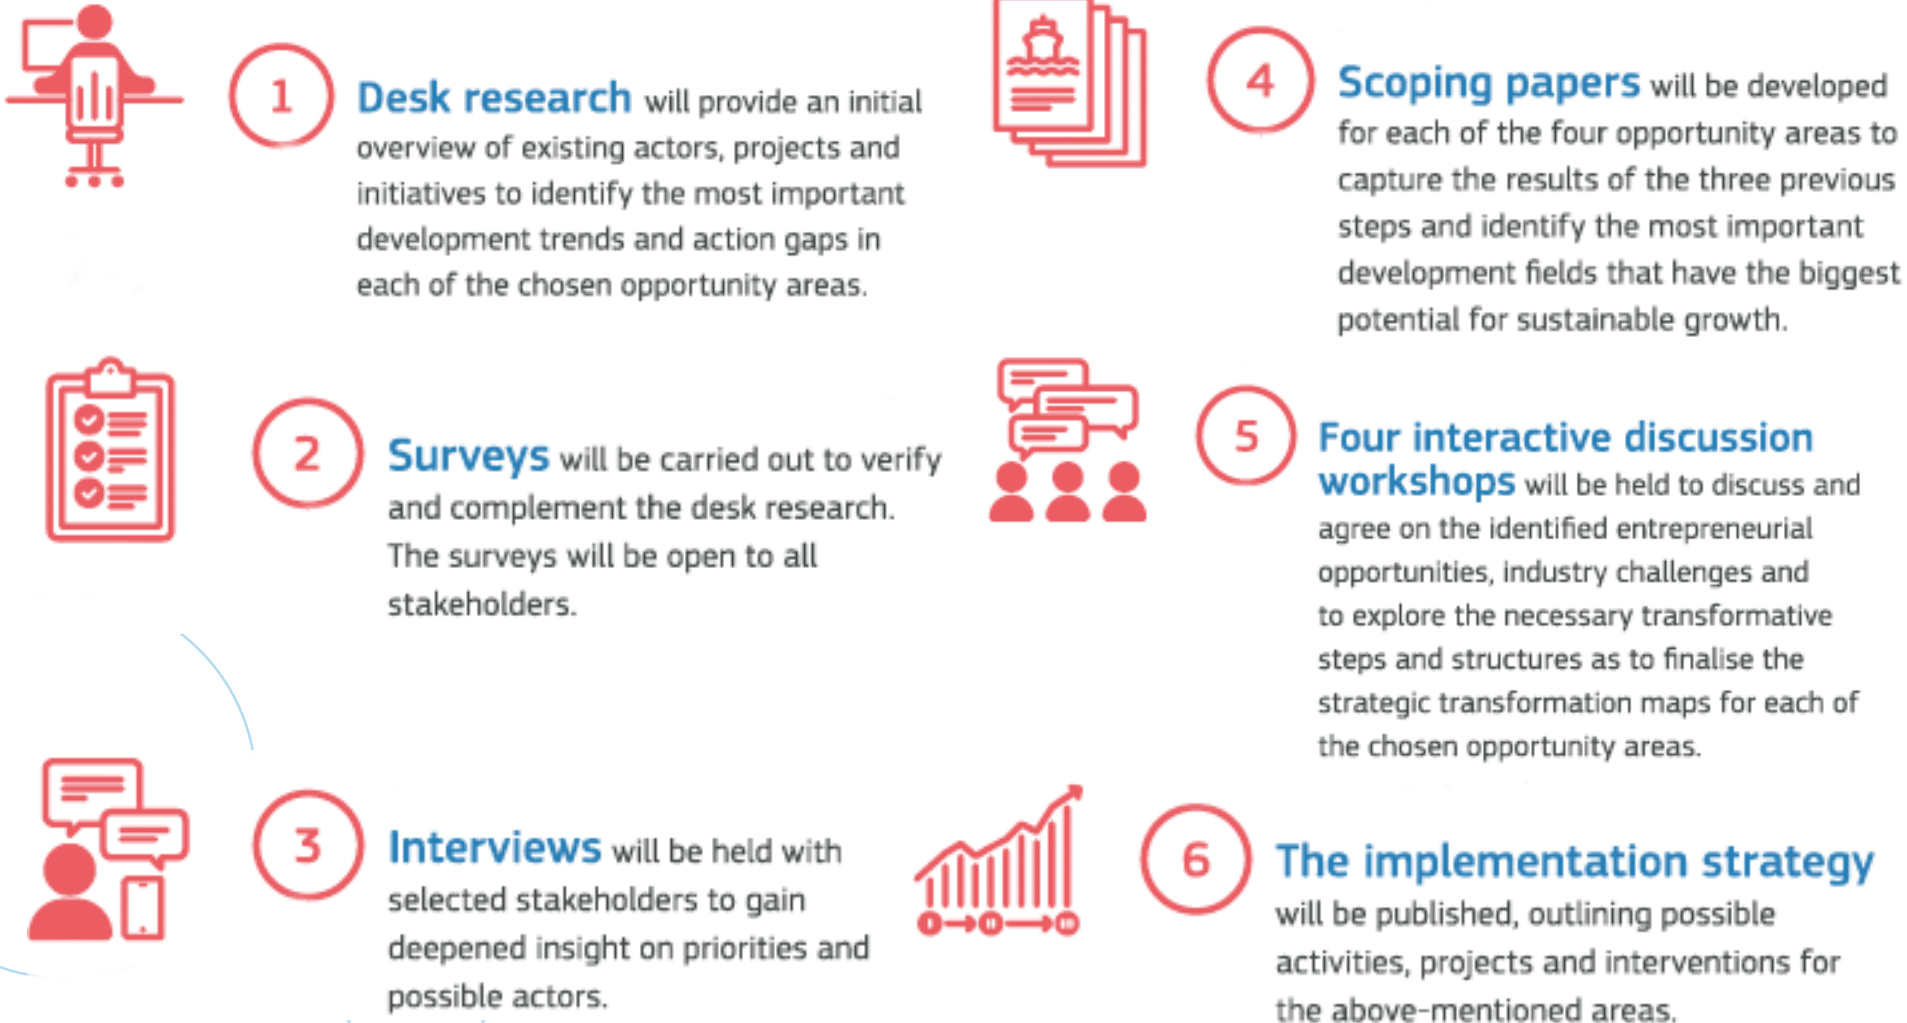 1
Desk research will provide an initial
overview of existing actors, projects and
initiatives to identify the most important
development trends and action gaps in
each of the chosen opportunity areas.
2
Surveys will be carried out to verify
and complement the desk research.
The surveys will be open to all
stakeholders.
3
Interviews will be held with
selected stakeholders to gain
deepened insight on priorities and
possible actors.
4
Scoping papers will be developed
for each of the four opportunity areas to
capture the results of the three previous
steps and identify the most important
development fields that have the biggest
potential for sustainable growth.
5
Four interactive discussion
workshops will be held to discuss and
agree on the identified entrepreneurial
opportunities, industry challenges and
to explore the necessary transformative
steps and structures as to finalise the
strategic transformation maps for each of
the chosen opportunity areas.
6
The implementation strategy
will be published, outlining possible
activities, projects and interventions for
the above-mentioned areas.